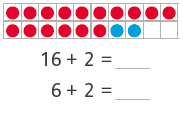 16 + 2 = ____
6 + 2 = ____